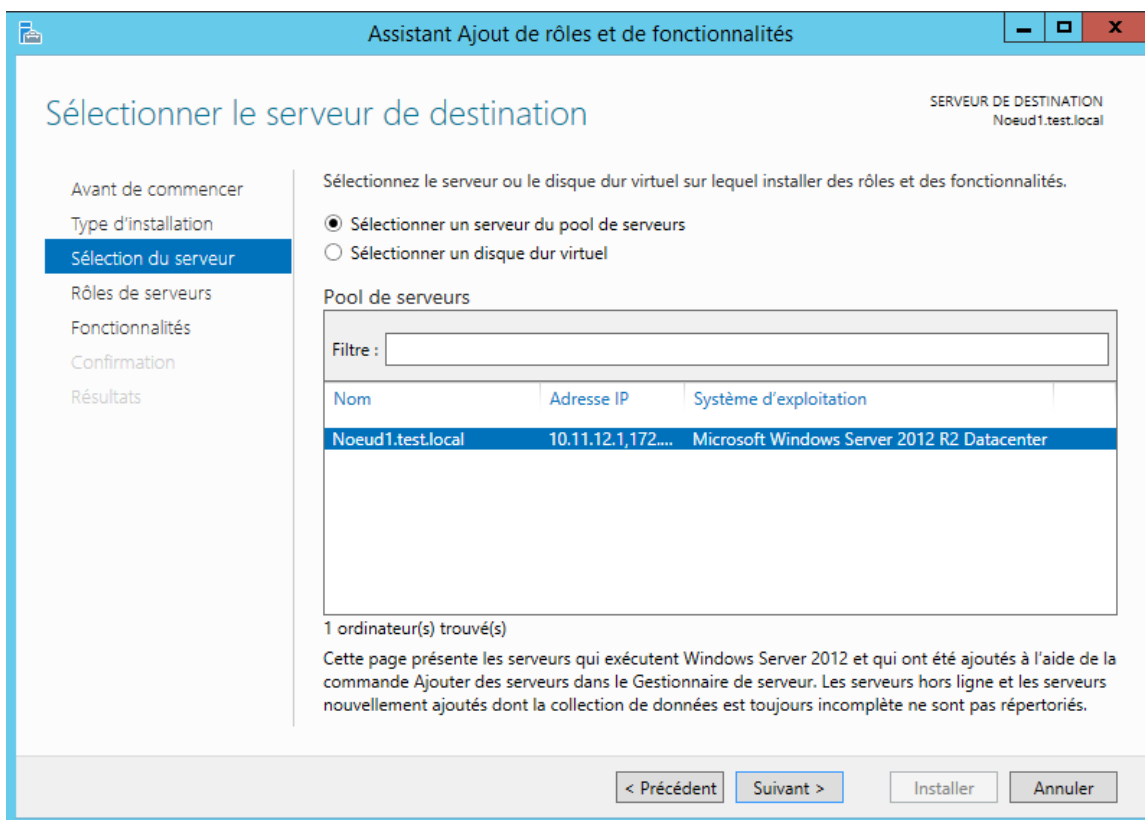 Assistant Ajout de rôles et de fonctionnalités
Sélectionner le serveur de destination
SERVEUR DE DESTINATION
Noeud1.test.local
Avant de commencer
Type d'installation
Sélection du serveur
Rôles de serveurs
Fonctionnalités
Confirmation
Résultats
Sélectionnez le serveur ou le disque dur virtuel sur lequel installer des rôles et des fonctionnalités.
Sélectionner un serveur du pool de serveurs
Sélectionner un disque dur virtuel
Pool de serveurs
Filtre :
Nom Adresse IP Système d'exploitation
Noeud1.test.local 10.11.12.1,172.... Microsoft Windows Server 2012 R2 Datacenter
1 ordinateur(s) trouvé(s)
Cette page présente les serveurs qui exécutent Windows Server 2012 et qui ont été ajoutés à l'aide de la
commande Ajouter des serveurs dans le Gestionnaire de serveur. Les serveurs hors ligne et les serveurs
nouvellement ajoutés dont la collection de données est toujours incomplète ne sont pas répertoriés.
< Précédent Suivant > Installer Annuler